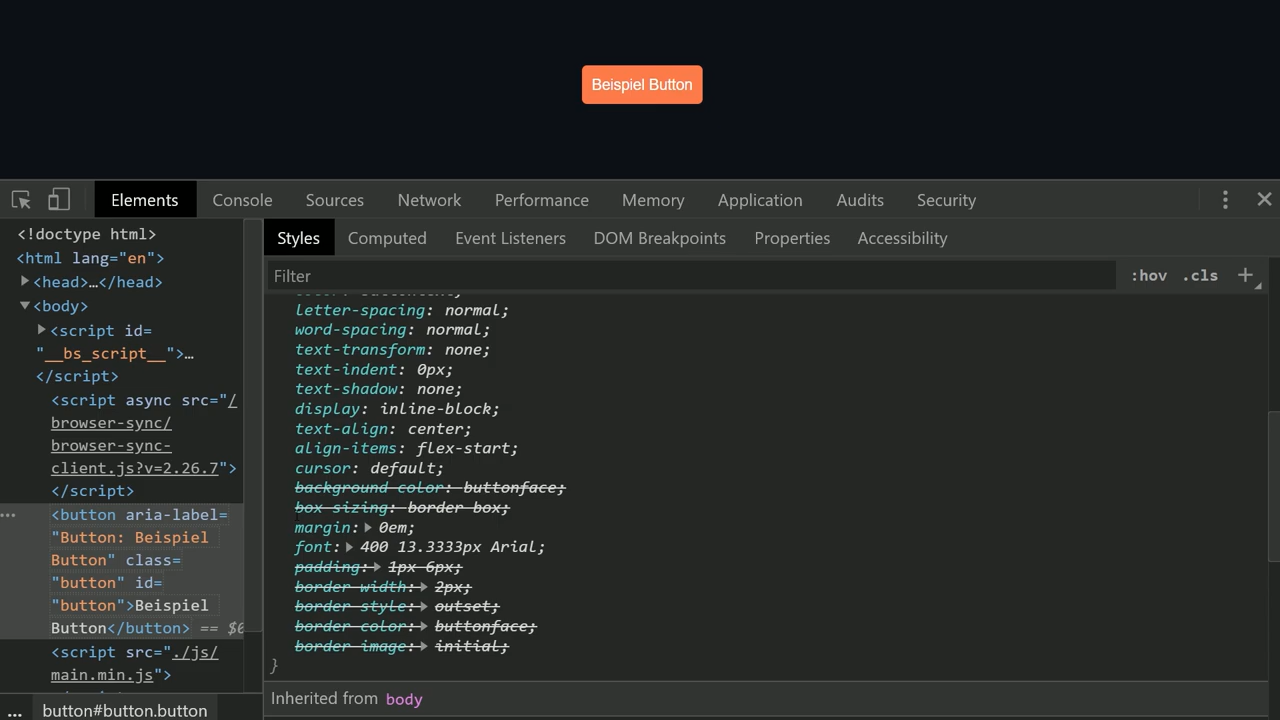 Beispiel Button
Elements Console Sources Network Performance Memory Application Audits Security
<!doctype html>
<html lang="en">
<head>…</head>
<body>
<script id=
"__bs_script__">…
</script>
<script async src="/
browser-sync/
browser-sync-
client.js?v=2.26.7">
</script>
<button aria-label=
"Button: Beispiel
Button" class=
"button" id=
"button">Beispiel
Button</button> == $0
<script src="./js/
main.min.js">
... button#button.button
Styles Computed Event Listeners DOM Breakpoints Properties Accessibility
Filter :hov .cls +
letter-spacing: normal;
word-spacing: normal;
text-transform: none;
text-indent: 0px;
text-shadow: none;
display: inline-block;
text-align: center;
align-items: flex-start;
cursor: default;
background-color: buttonface;
box-sizing: border-box;
margin: 0em;
font: 400 13.3333px Arial;
padding: 1px 6px;
border-width: 2px;
border-style: outset;
border-color: buttonface;
border-image: initial;
}
Inherited from body